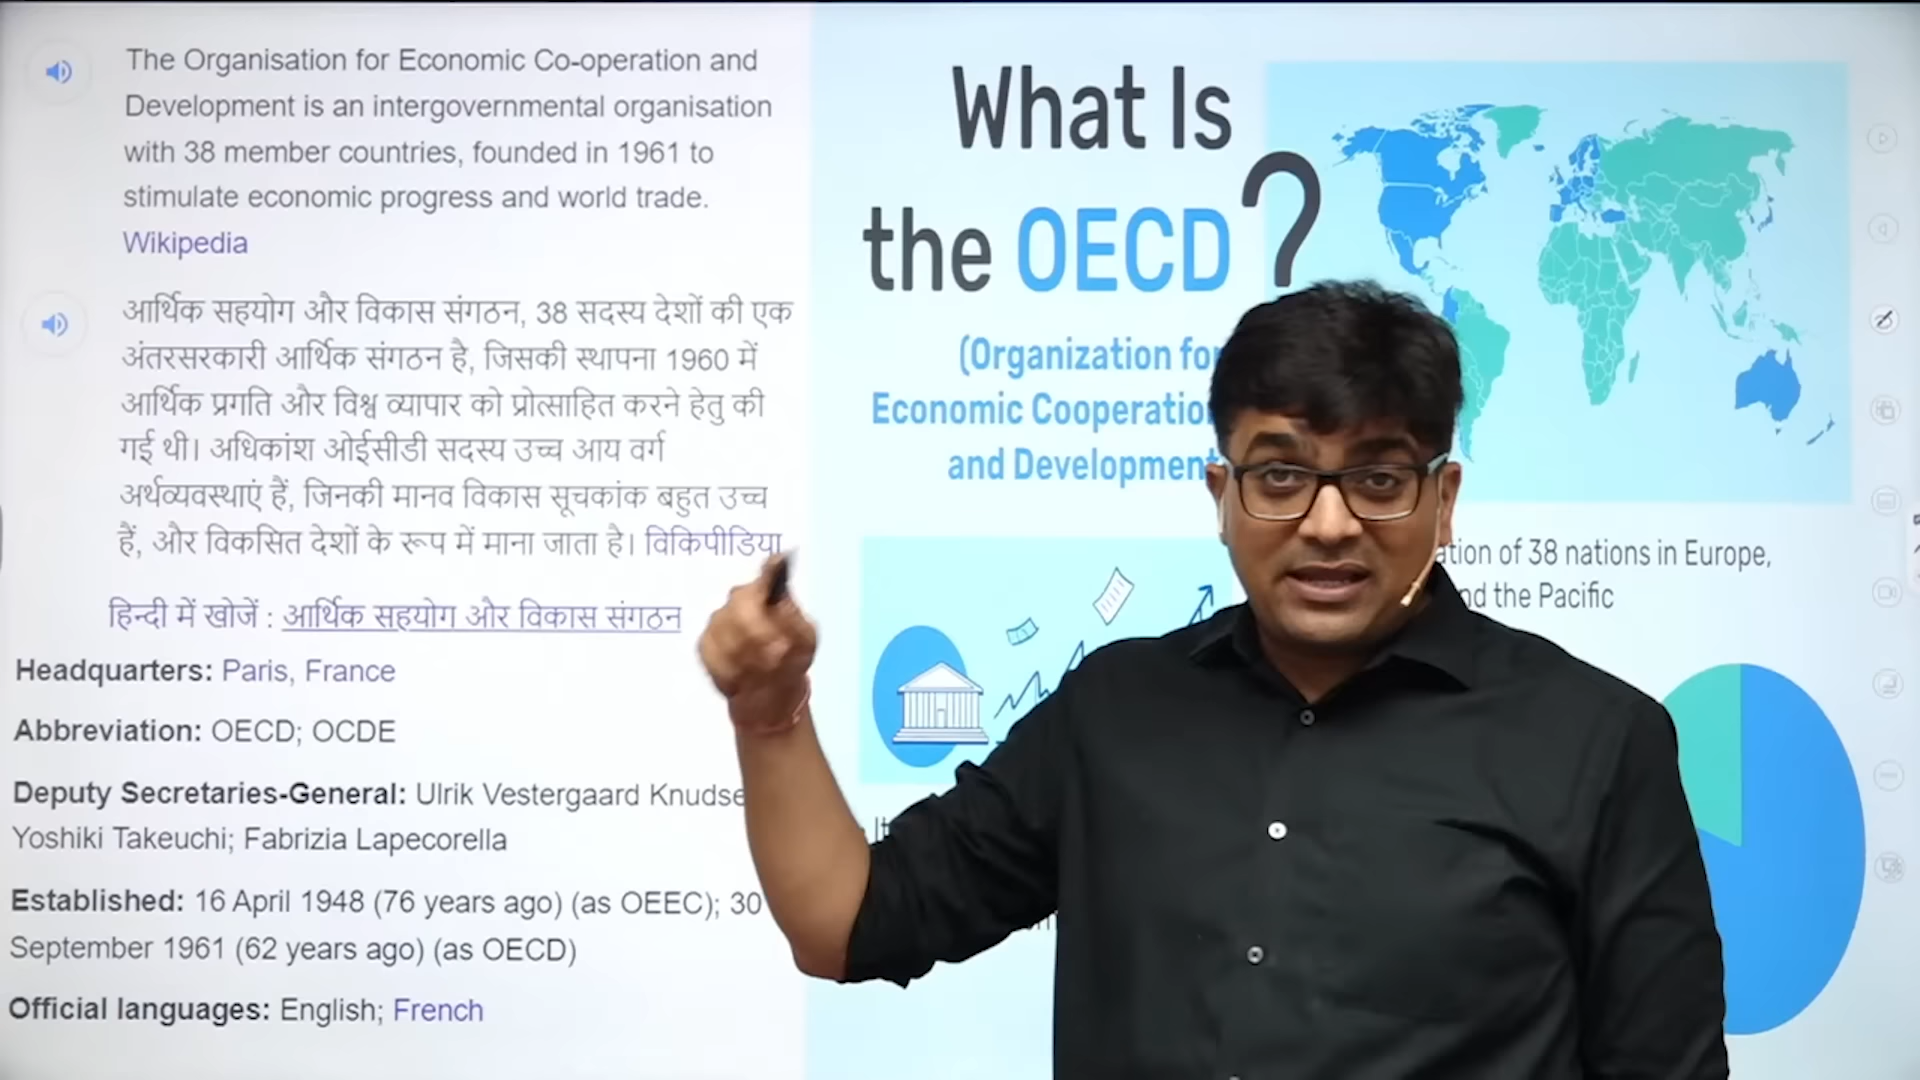 The Organisation for Economic Co-operation and
Development is an intergovernmental organisation
with 38 member countries, founded in 1961 to
stimulate economic progress and world trade.
Wikipedia
आर्थिक सहयोग और विकास संगठन, 38 सदस्य देशों की एक
अंतरसरकारी आर्थिक संगठन है, जिसकी स्थापना 1960 में
आर्थिक प्रगति और विश्व व्यापार को प्रोत्साहित करने हेतु की
गई थी। अधिकांश ओईसीडी सदस्य उच्च आय वर्ग
अर्थव्यवस्थाएं हैं, जिनकी मानव विकास सूचकांक बहुत उच्च
हैं, और विकसित देशों के रूप में माना जाता है। विकिपीडिया
हिन्दी में खोजें : आर्थिक सहयोग और विकास संगठन
Headquarters: Paris, France
Abbreviation: OECD; OCDE
Deputy Secretaries-General: Ulrik Vestergaard
Yoshiki Takeuchi; Fabrizia Lapecorella
Established: 16 April 1948 (76 years ago) (as OEEC); 30
September 1961 (62 years ago) (as OECD)
Official languages: English; French
What Is
the OECD?
(Organization for
Economic Cooperation
and Development
of 38 nations in Europe,
the Pacific